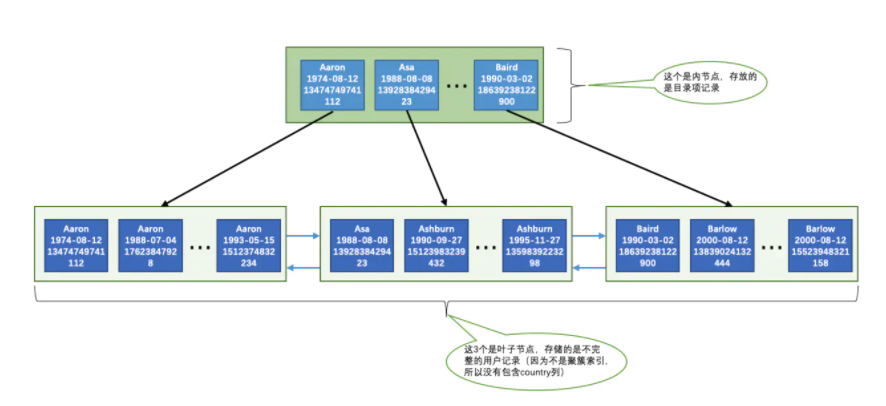 Aaron
1974-08-12
13474749741
112
Asa
1988-08-08
13928384294
23
...
Baird
1990-03-02
18639238122
900
这个是内节点，存放的
是目录项记录
Aaron
1974-08-12
13474749741
112
Aaron
1988-07-04
1762384792
8
...
Aaron
1993-05-15
1512374832
234
Asa
1988-08-08
13928384294
23
Ashburn
1990-09-27
15123983239
432
...
Ashburn
1995-11-27
1359839223​2
98
Baird
1990-03-02
18639238122
900
Barlow
2000-08-12
13839024132
444
...
Barlow
2000-08-12
15523948321
158
这3个是叶子节点，存储的是不完
整的用户记录（因为不是聚簇索引，
所以没有包含country列）